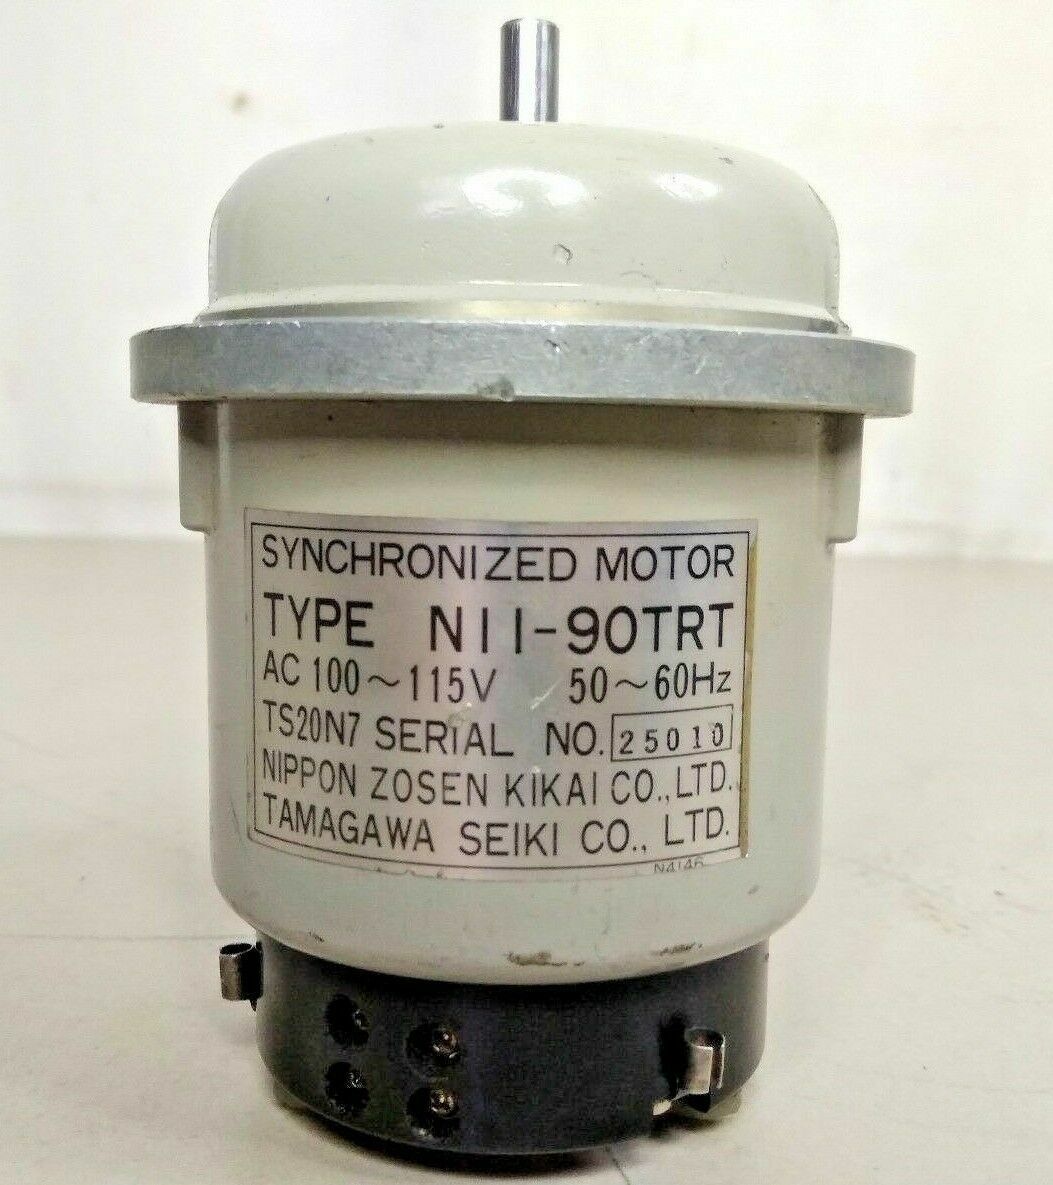 SYNCHRONIZED MOTOR
TYPE N11-90TRT
AC 100~115V 50~60Hz
TS20N7 SERIAL NO. 25010
NIPPON ZOSEN KIKAI CO., LTD.
TAMAGAWA SEIKI CO., LTD.